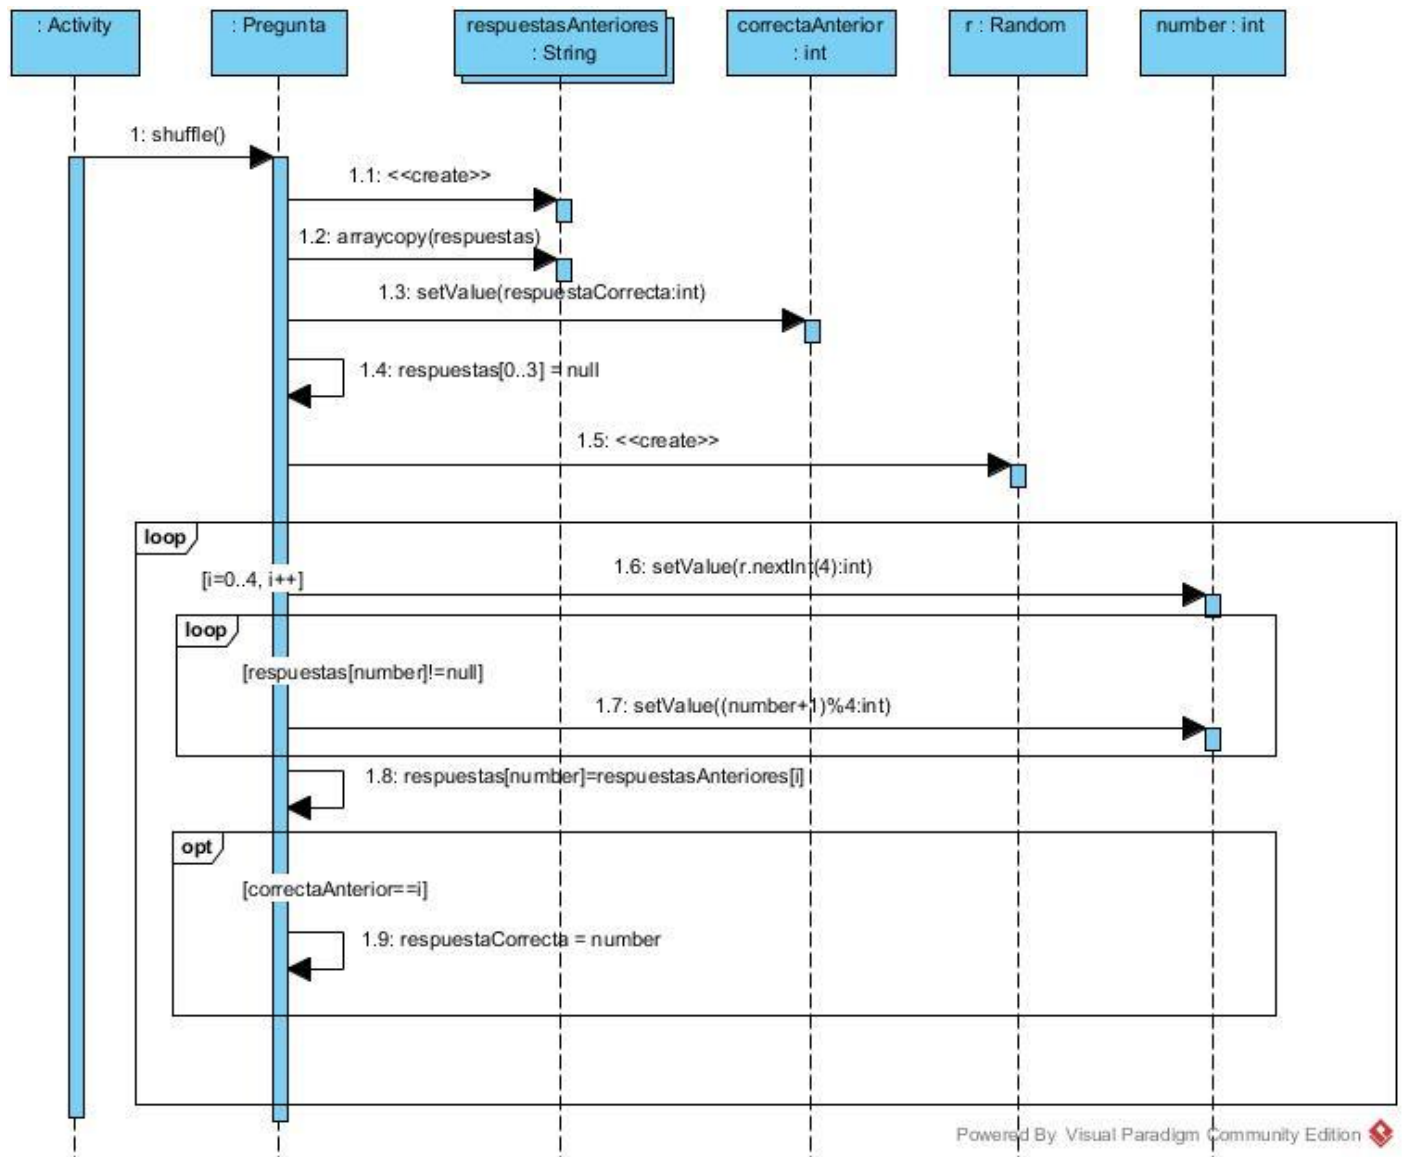 : Activity
: Pregunta
respuestasAnteriores
: String
correctaAnterior
: int
r : Random
number : int
1: shuffle()
1.1: <<create>>
1.2: arraycopy(respuestas)
1.3: setValue(respuestaCorrecta:int)
1.4: respuestas[0..3] = null
1.5: <<create>>
loop
[i=0..4, i++]
1.6: setValue(r.nextInt(4):int)
loop
[respuestas[number]!=null]
1.7: setValue((number+1)%4:int)
1.8: respuestas[number]=respuestasAnteriores[i]
opt
[correctaAnterior==i]
1.9: respuestaCorrecta = number
Powered By Visual Paradigm Community Edition